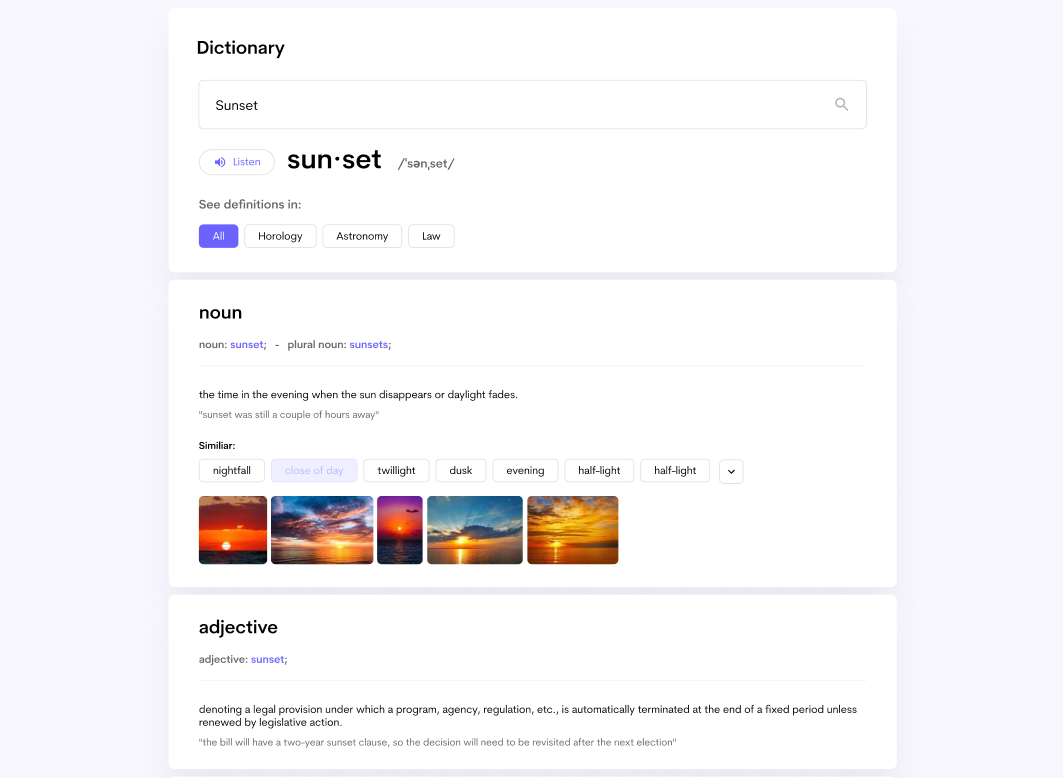 Dictionary
Sunset
Listen sun·set /ˈsənˌset/
See definitions in:
All Horology Astronomy Law
noun
noun: sunset; - plural noun: sunsets;
the time in the evening when the sun disappears or daylight fades.
"sunset was still a couple of hours away"
Similiar:
nightfall close of day twillight dusk evening half-light half-light
adjective
adjective: sunset;
denoting a legal provision under which a program, agency, regulation, etc., is automatically terminated at the end of a fixed period unless
renewed by legislative action.
"the bill will have a two-year sunset clause, so the decision will need to be revisited after the next election"